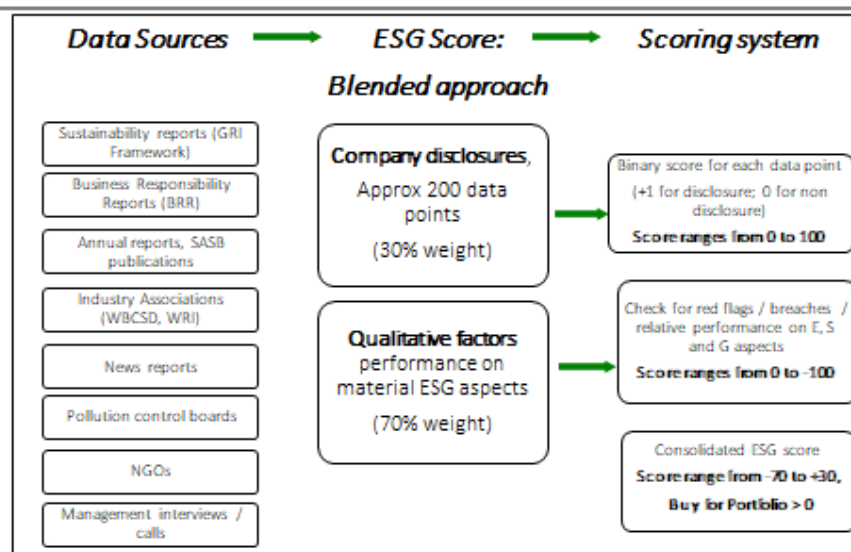 Data Sources
ESG Score:
Scoring system
Blended approach
Sustainability reports (GRI
Framework)
Business Responsibility
Reports (BRR)
Annual reports, SASB
publications
Industry Associations
(WBCSD, WRI)
News reports
Pollution control boards
NGOs
Management interviews /
calls
Company disclosures,
Approx 200 data
points
(30% weight)
Qualitative factors
performance on
material ESG aspects
(70% weight)
Binary score for each data point
(+1 for disclosure; 0 for non
disclosure)
Score ranges from 0 to 100
Check for red flags / breaches /
relative performance on E, S
and G aspects
Score ranges from 0 to -100
Consolidated ESG score
Score range from -70 to +30,
Buy for Portfolio > 0